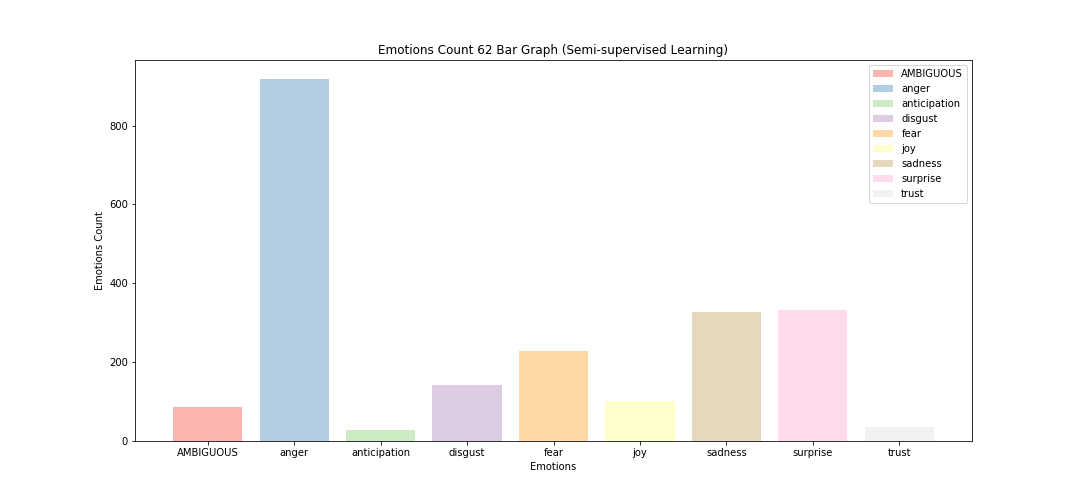 Emotions Count 62 Bar Graph (Semi-supervised Learning)
AMBIGUOUS
anger
anticipation
disgust
fear
joy
sadness
surprise
trust
Emotions Count
800
600
400
200
0
AMBIGUOUS anger anticipation disgust fear joy sadness surprise trust
Emotions